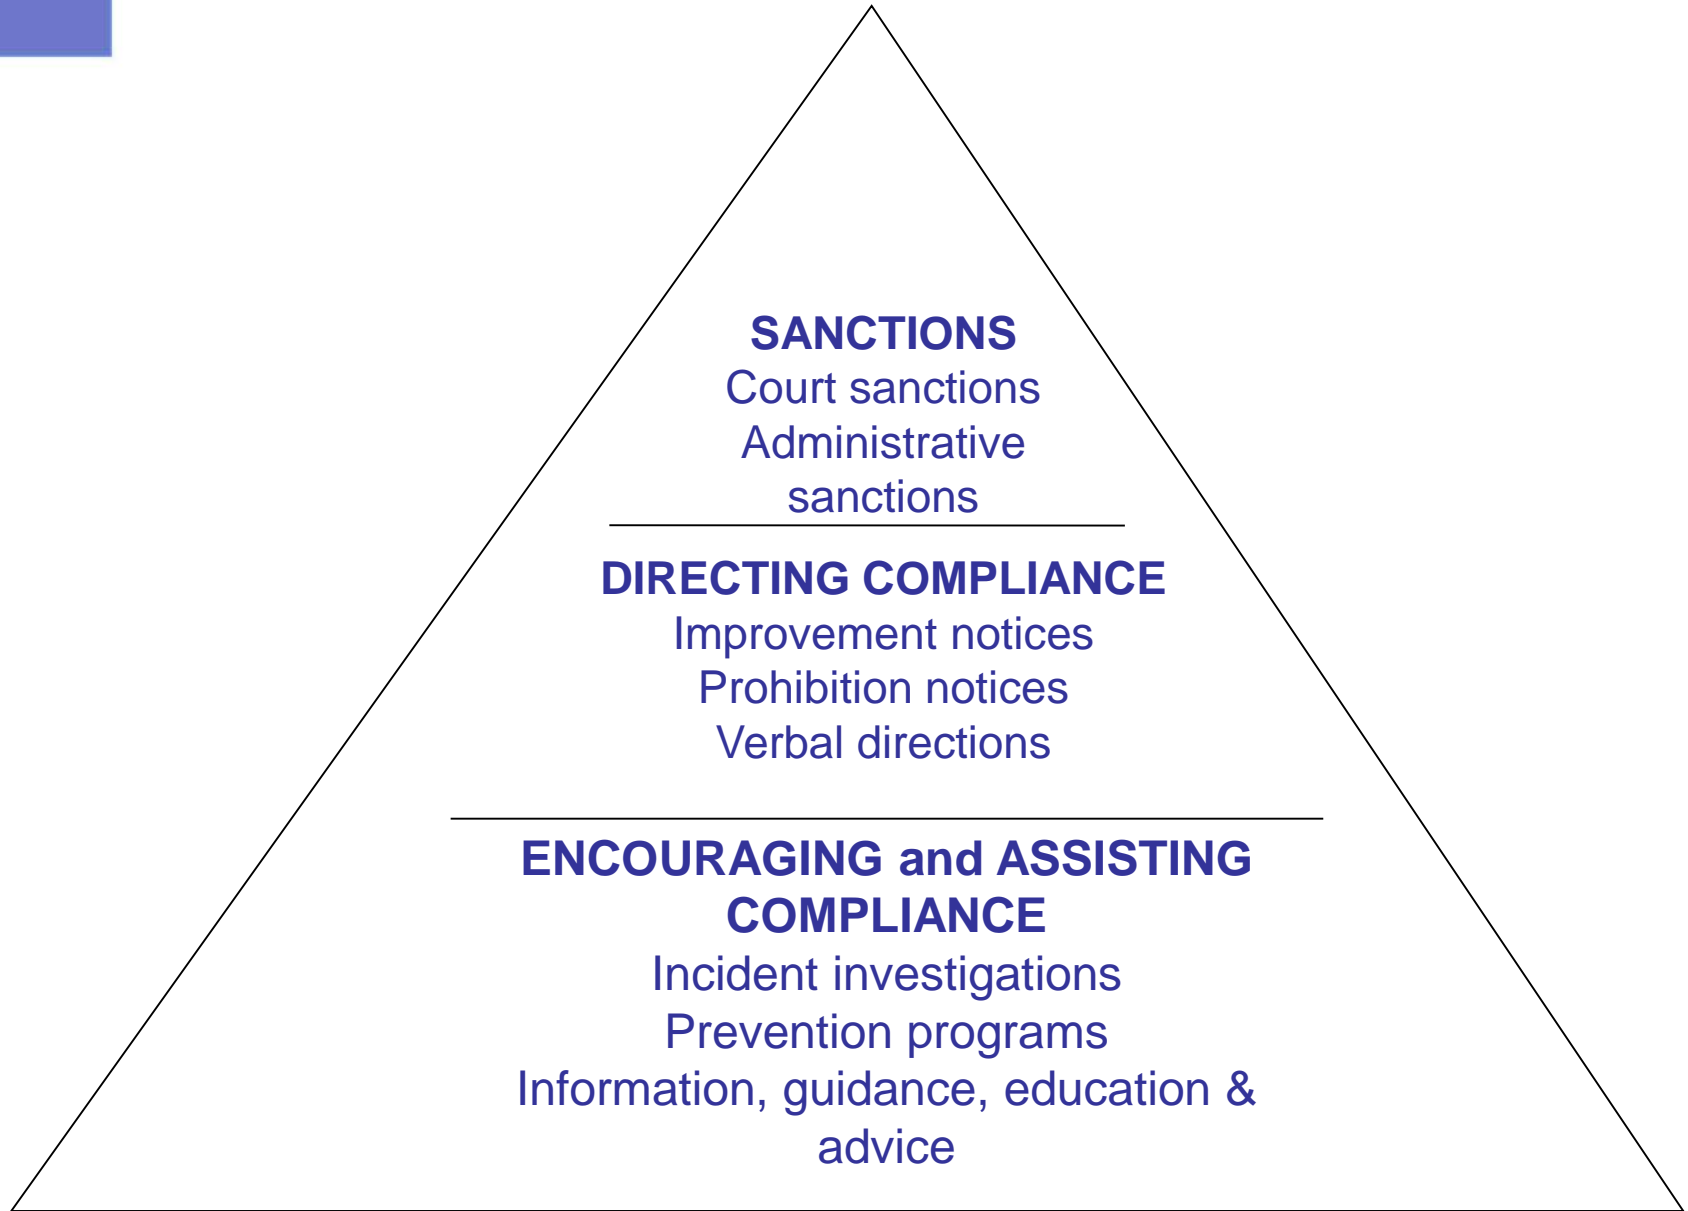 SANCTIONS
Court sanctions
Administrative
sanctions
DIRECTING COMPLIANCE
Improvement notices
Prohibition notices
Verbal directions
ENCOURAGING and ASSISTING
COMPLIANCE
Incident investigations
Prevention programs
Information, guidance, education &
advice